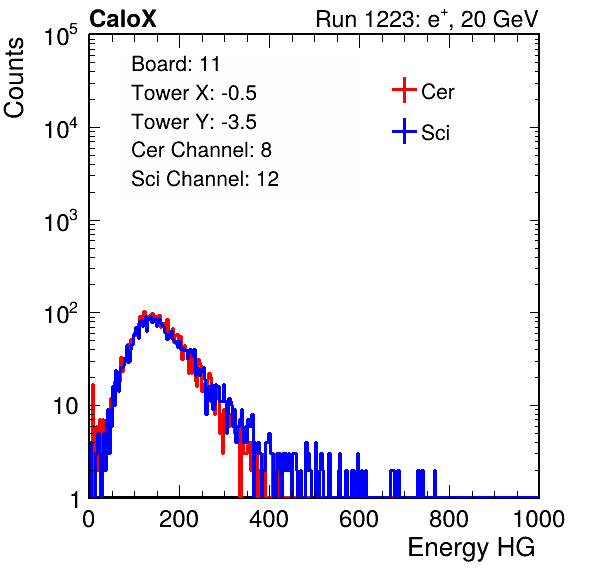 CaloX Run 1223: e⁺, 20 GeV
Counts
Board: 11
Tower X: -0.5
Tower Y: -3.5
Cer Channel: 8
Sci Channel: 12
Cer
Sci
10⁵
10⁴
10³
10²
10
1
0 200 400 600 800 1000
Energy HG